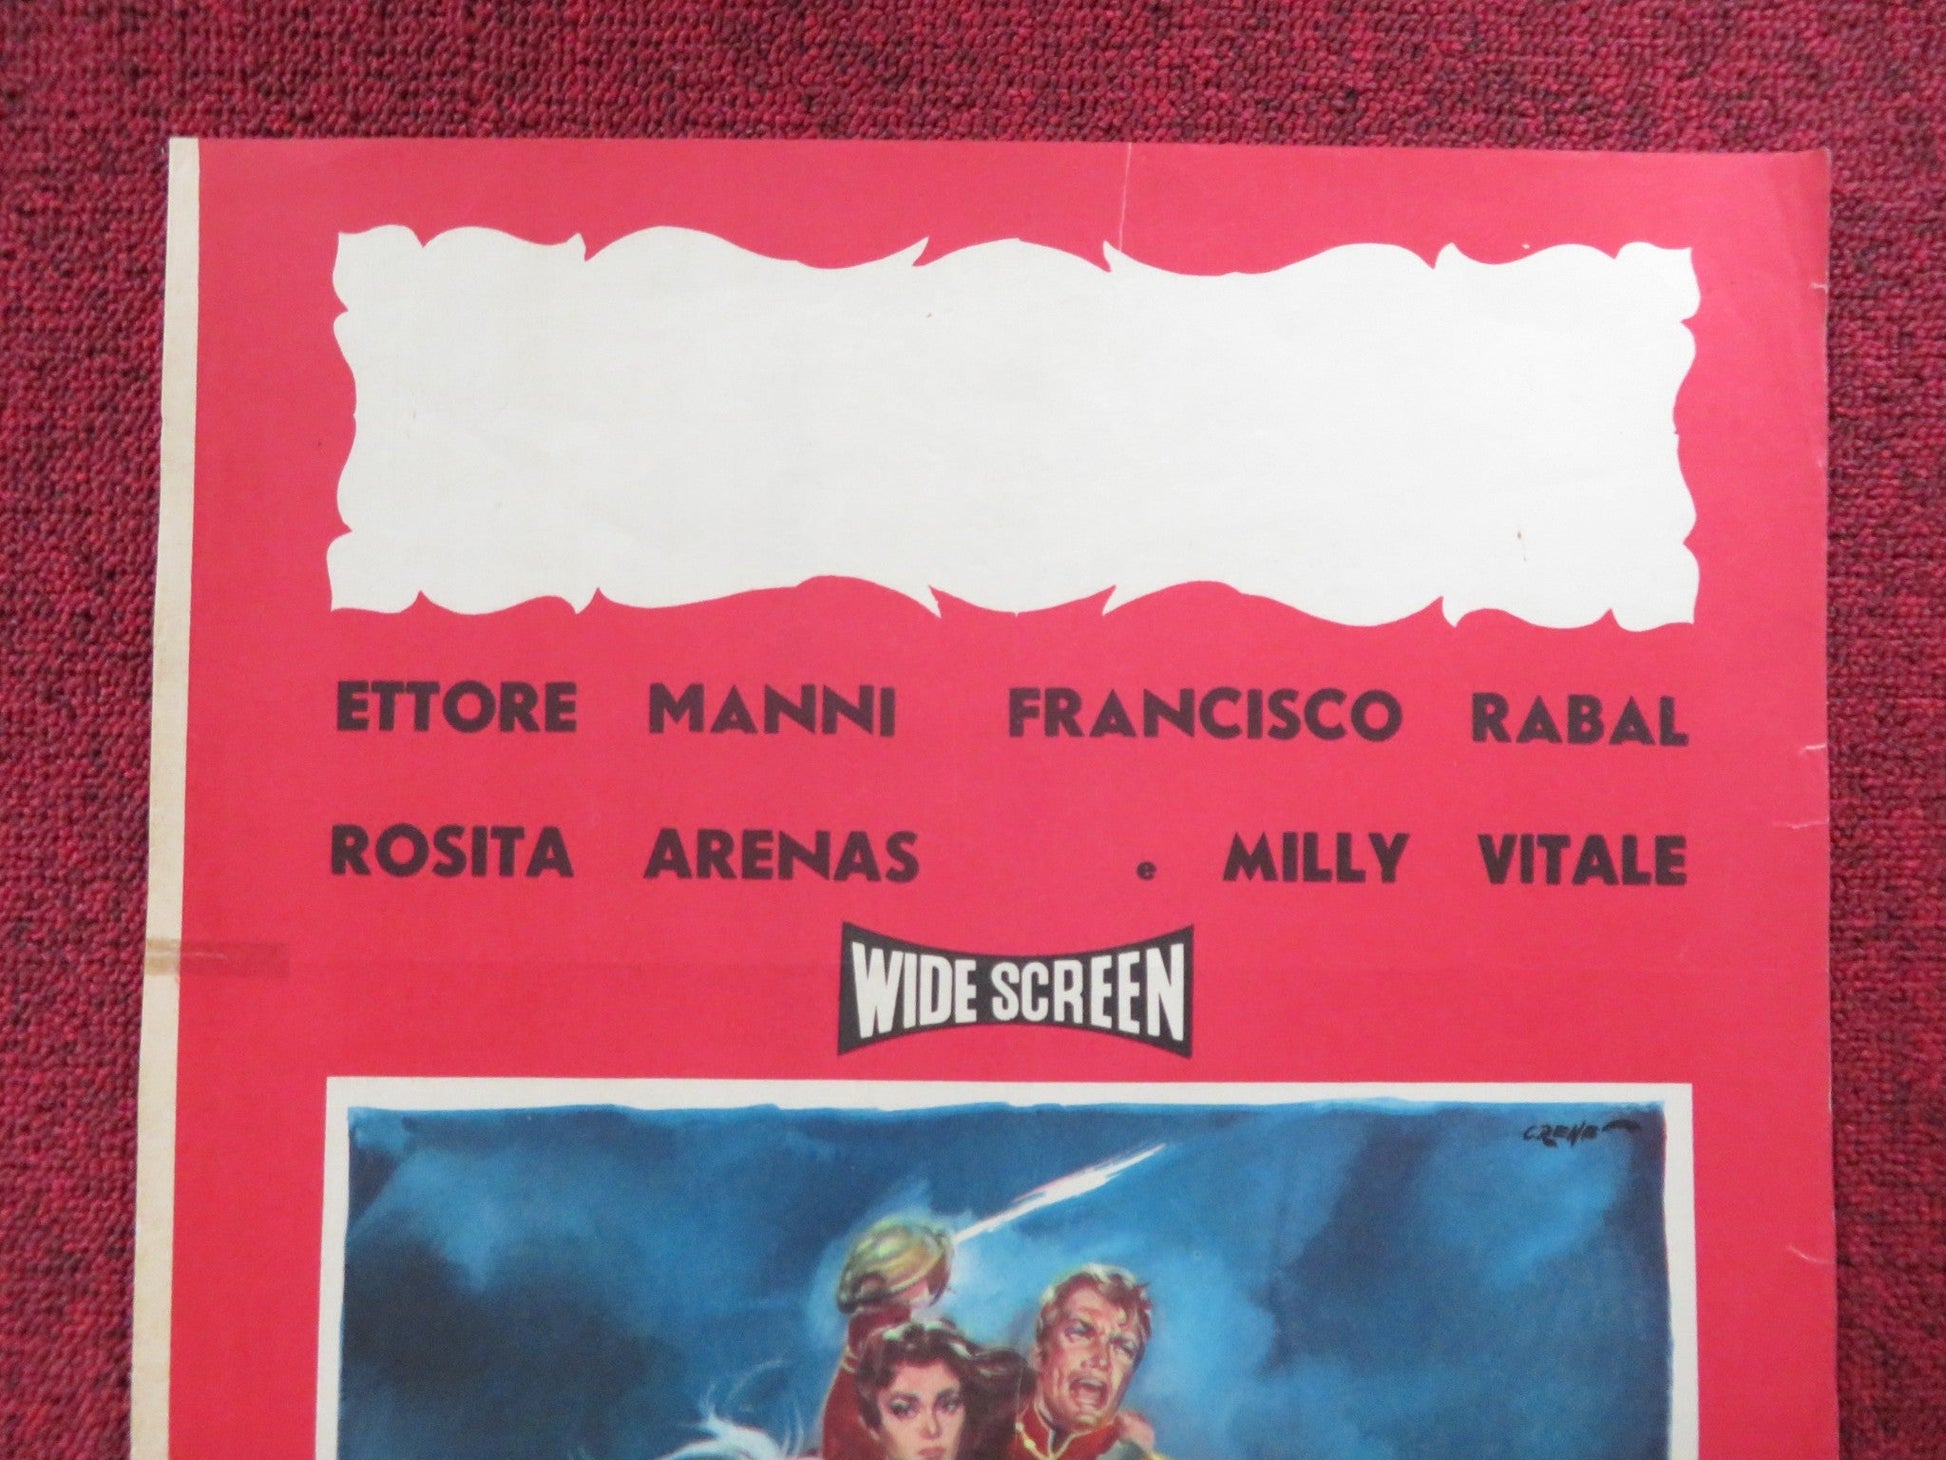 ETTORE MANNI FRANCISCO RABAL
ROSITA ARENAS e MILLY VITALE
WIDE SCREEN